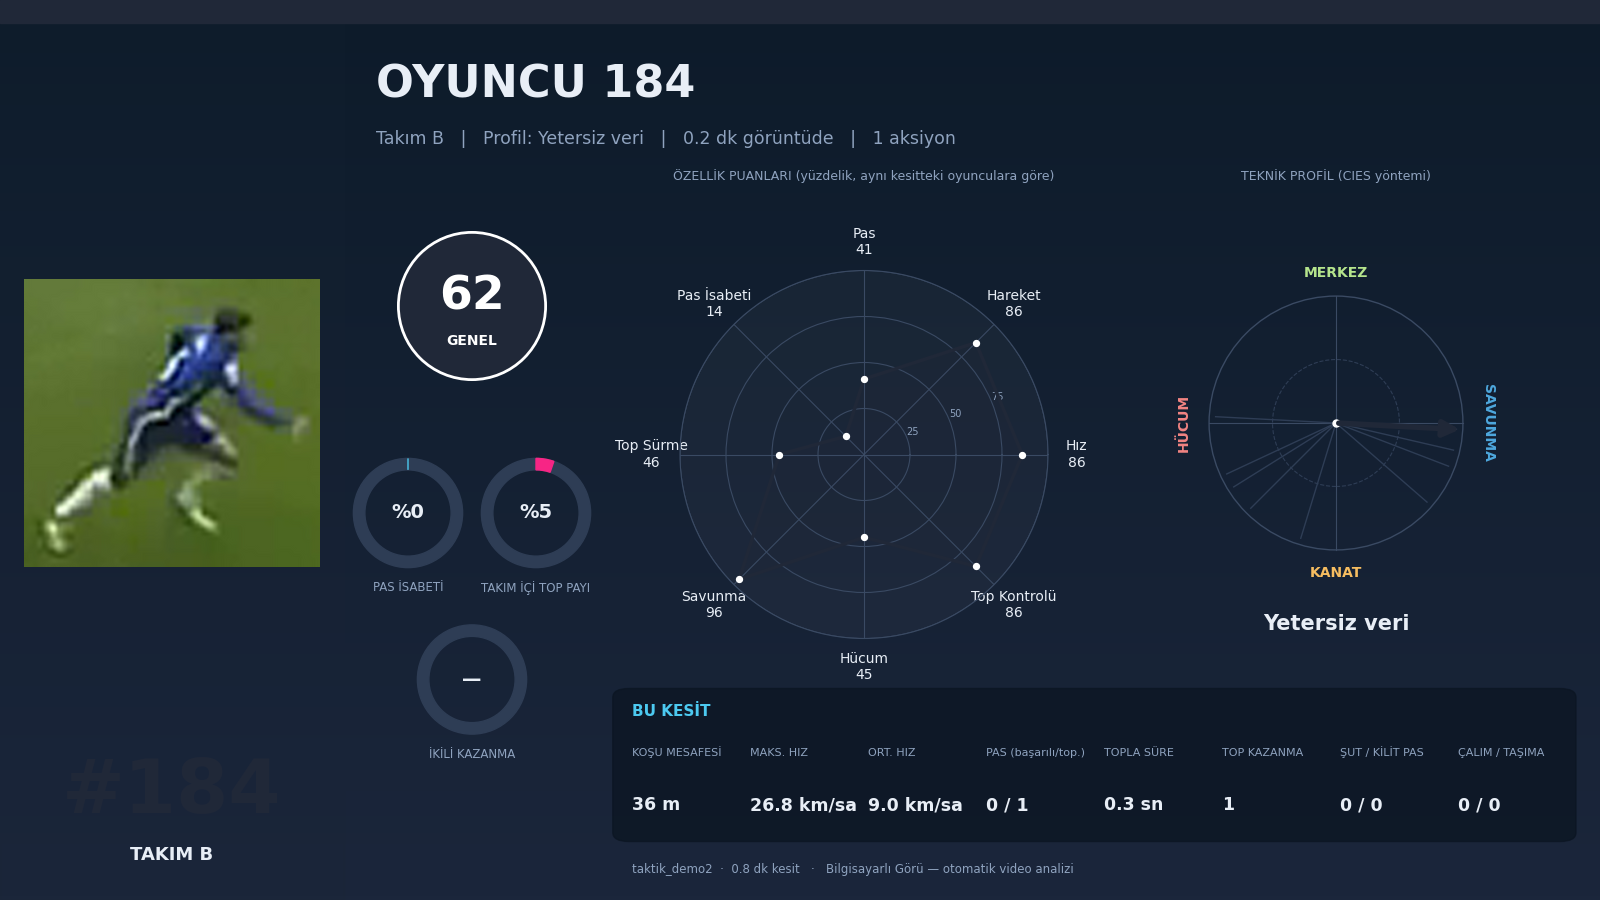 OYUNCU 184
Takım B | Profil: Yetersiz veri | 0.2 dk görüntüde | 1 aksiyon
ÖZELLİK PUANLARI (yüzdelik, aynı kesitteki oyunculara göre)
TEKNİK PROFİL (CIES yöntemi)
62
GENEL
%0
PAS İSABETİ
%5
TAKIM İÇİ TOP PAYI
—
İKİLİ KAZANMA
Pas
41
Pas İsabeti
14
Hareket
86
Top Sürme
46
Hız
86
Savunma
96
Top Kontrolü
86
Hücum
45
25
50
75
MERKEZ
HÜCUM
SAVUNMA
KANAT
Yetersiz veri
#184
TAKIM B
BU KESİT
KOŞU MESAFESİ MAKS. HIZ ORT. HIZ PAS (başarılı/top.) TOPLA SÜRE TOP KAZANMA ŞUT / KİLİT PAS ÇALIM / TAŞIMA
36 m 26.8 km/sa 9.0 km/sa 0 / 1 0.3 sn 1 0 / 0 0 / 0
taktik_demo2 · 0.8 dk kesit · Bilgisayarlı Görü — otomatik video analizi